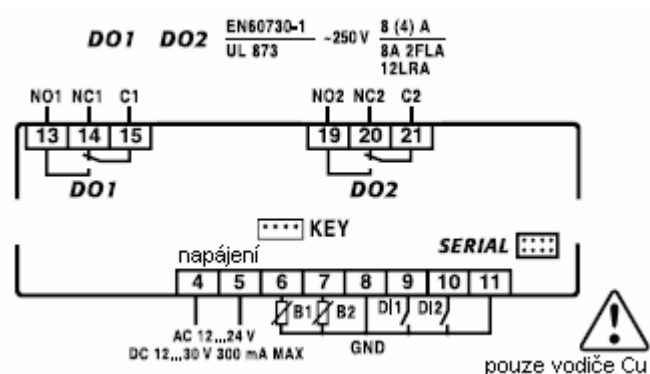 DO1 DO2 EN60730-1 ~250V 8 (4) A
UL 873 8A 2FLA
12LRA
NO1 NC1 C1 NO2 NC2 C2
13 14 15 19 20 21
DO1 DO2
KEY
SERIAL
napájení
4 5 6 7 8 9 10 11
B1 B2 DI1 DI2
AC 12...24 V
DC 12...30 V 300 mA MAX
GND
pouze vodiče Cu